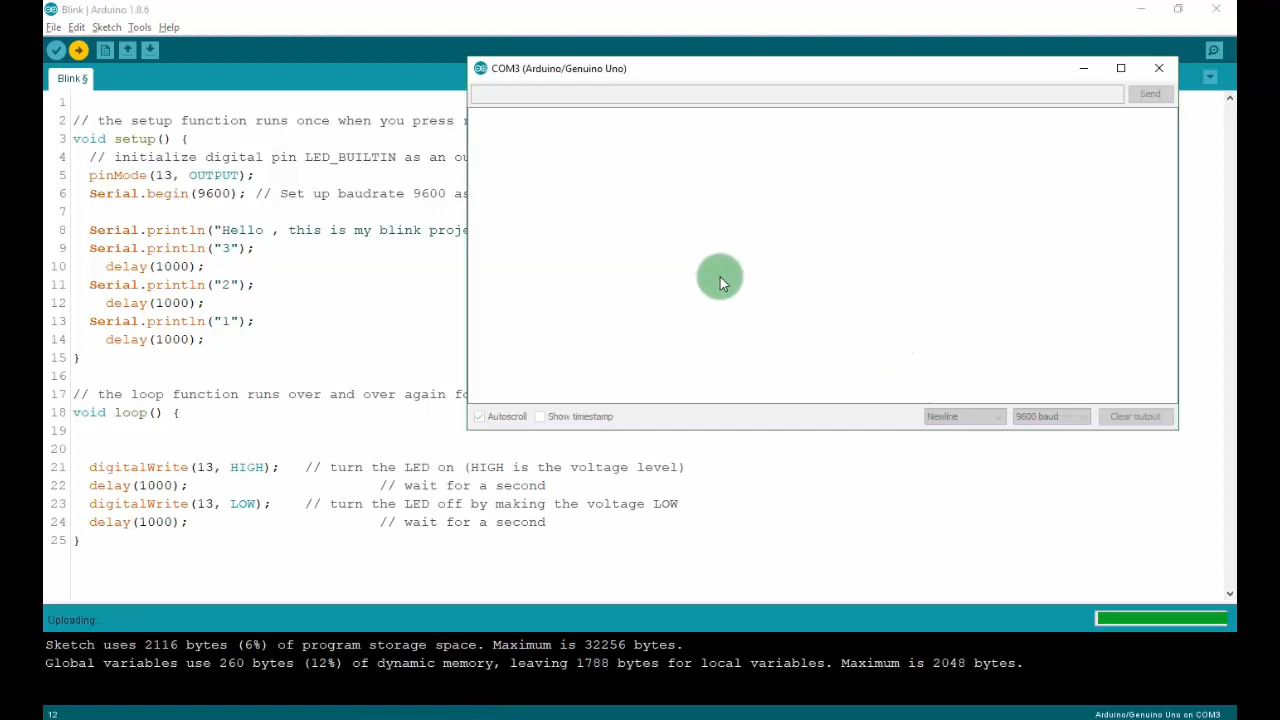 Blink | Arduino 1.8.6
File Edit Sketch Tools Help
Blink §
COM3 (Arduino/Genuino Uno)
Send
1
2 // the setup function runs once when you press
3 void setup() {
4 // initialize digital pin LED_BUILTIN as an
5 pinMode(13, OUTPUT);
6 Serial.begin(9600); // Set up baudrate 9600
7
8 Serial.println("Hello , this is my blink
9 Serial.println("3");
10 delay(1000);
11 Serial.println("2");
12 delay(1000);
13 Serial.println("1");
14 delay(1000);
15 }
16
17 // the loop function runs over and over again
18 void loop() {
19
20
21 digitalWrite(13, HIGH); // turn the LED on (HIGH is the voltage level)
22 delay(1000); // wait for a second
23 digitalWrite(13, LOW); // turn the LED off by making the voltage LOW
24 delay(1000); // wait for a second
25 }
Autoscroll Show timestamp Newline 9600 baud Clear output
Uploading...
Sketch uses 2116 bytes (6%) of program storage space. Maximum is 32256 bytes.
Global variables use 260 bytes (12%) of dynamic memory, leaving 1788 bytes for local variables. Maximum is 2048 bytes.
12 Arduino/Genuino Uno on COM3